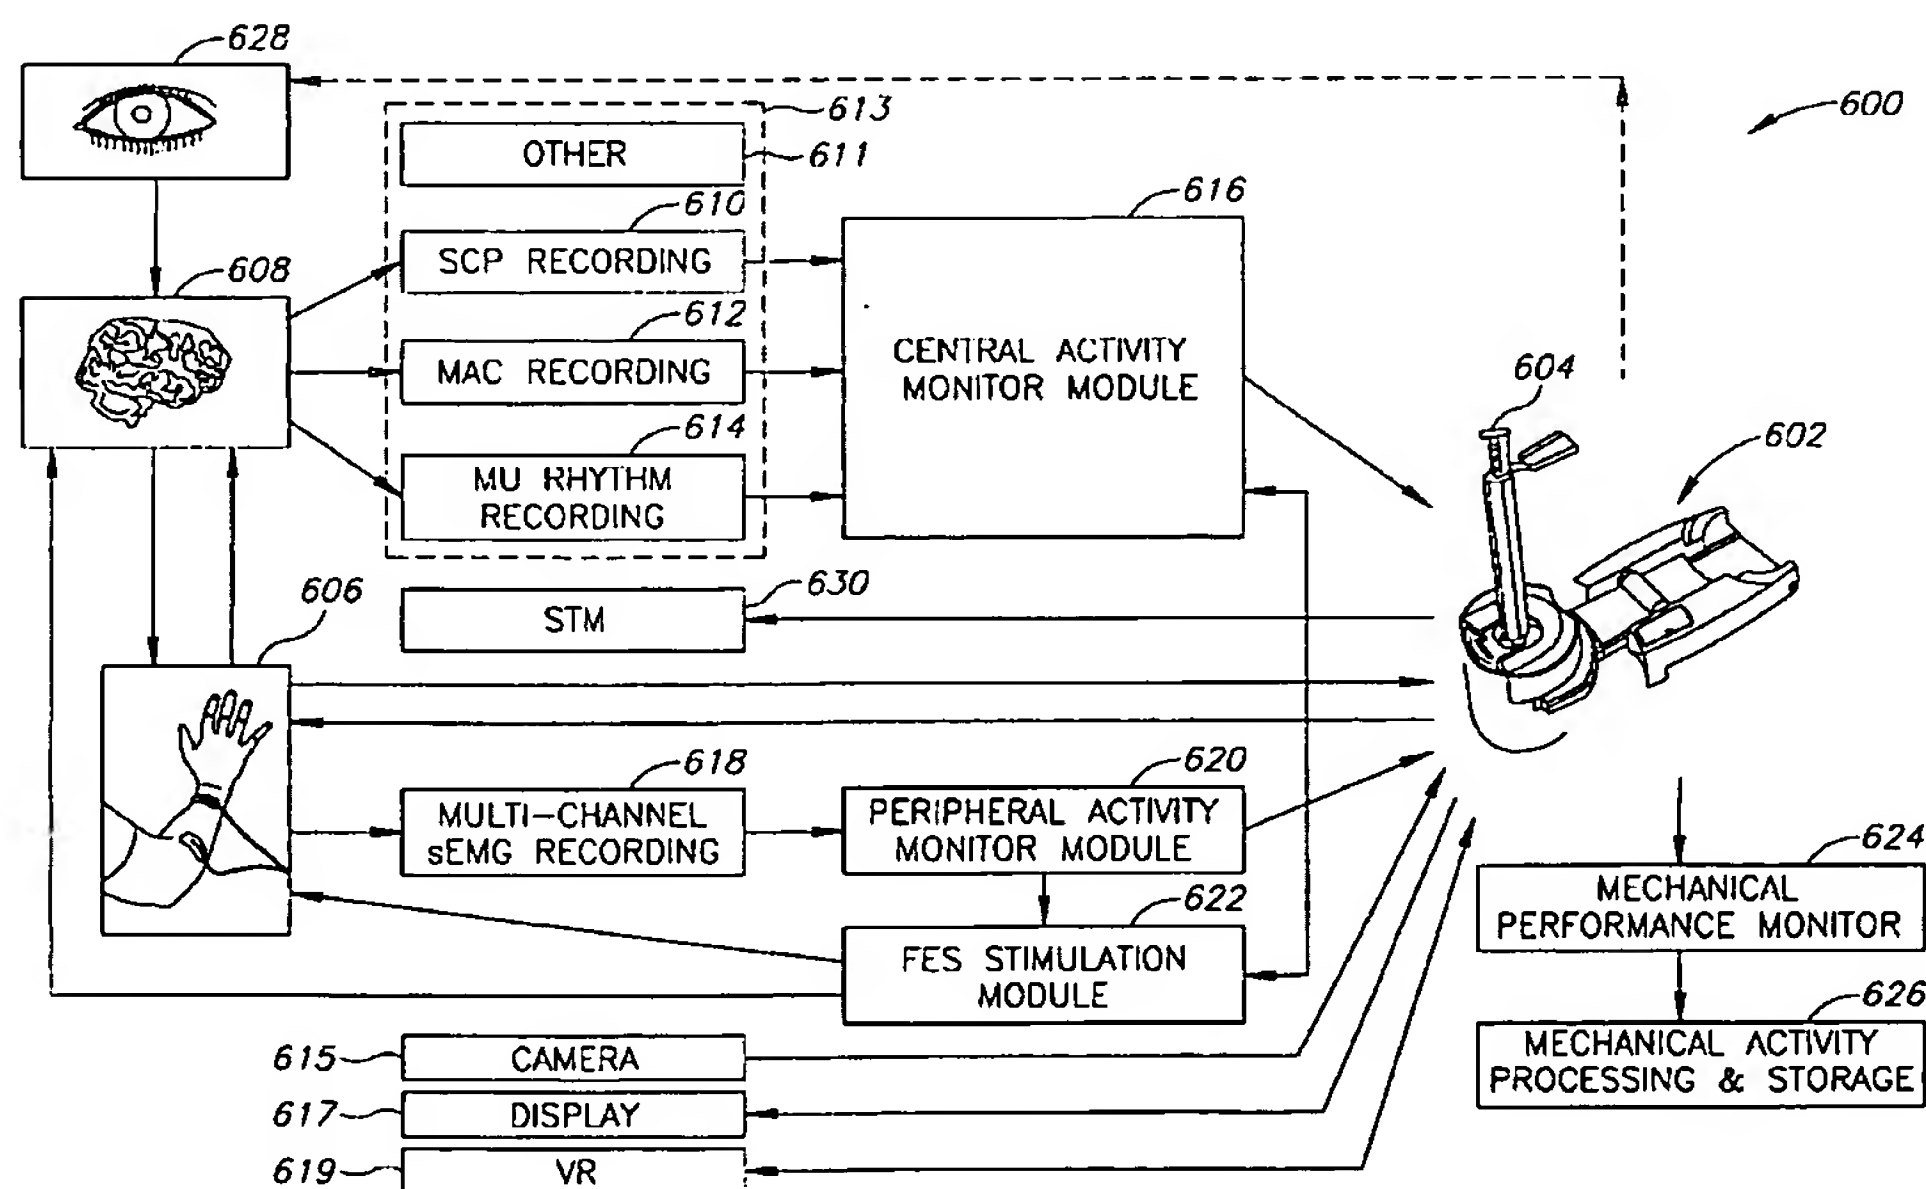 628
613
600
OTHER
611
610
616
SCP RECORDING
608
612
MAC RECORDING
CENTRAL ACTIVITY
MONITOR MODULE
604
614
602
MU RHYTHM
RECORDING
630
606
STM
618
620
MULTI-CHANNEL
sEMG RECORDING
PERIPHERAL ACTIVITY
MONITOR MODULE
624
622
MECHANICAL
PERFORMANCE MONITOR
FES STIMULATION
MODULE
626
615
CAMERA
MECHANICAL ACTIVITY
PROCESSING & STORAGE
617
DISPLAY
619
VR